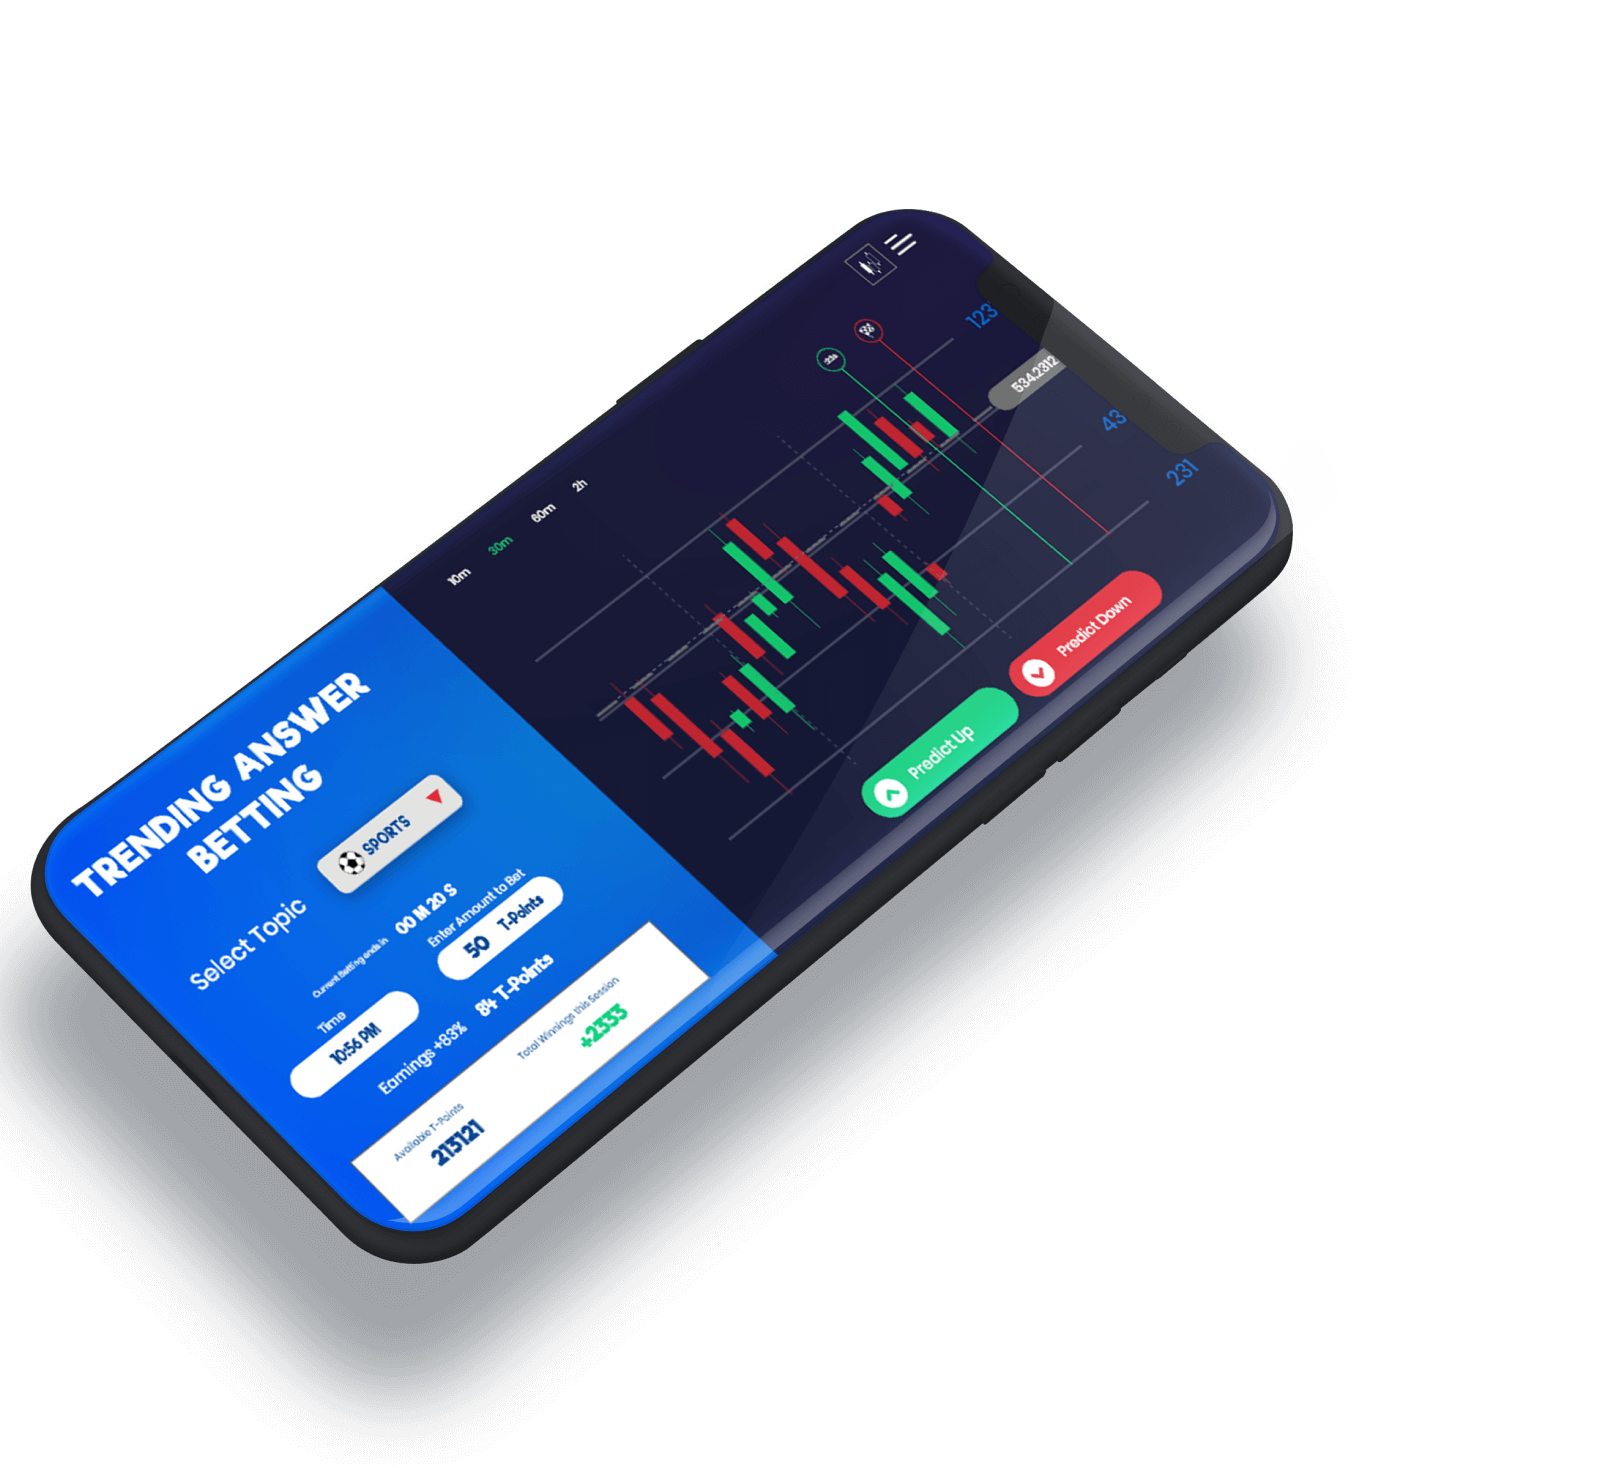 TRENDING ANSWER
BETTING
Select Topic
SPORTS
Current Betting ends in
00 M 20 S
Time
10:56 PM
Enter Amount to Bet
50 T-Points
Earnings +83%
84 T-Points
Available T-Points
213121
Total Winnings this Session
+2333
10m
30m
60m
2h
123
534.2312
43
231
Predict Up
Predict Down